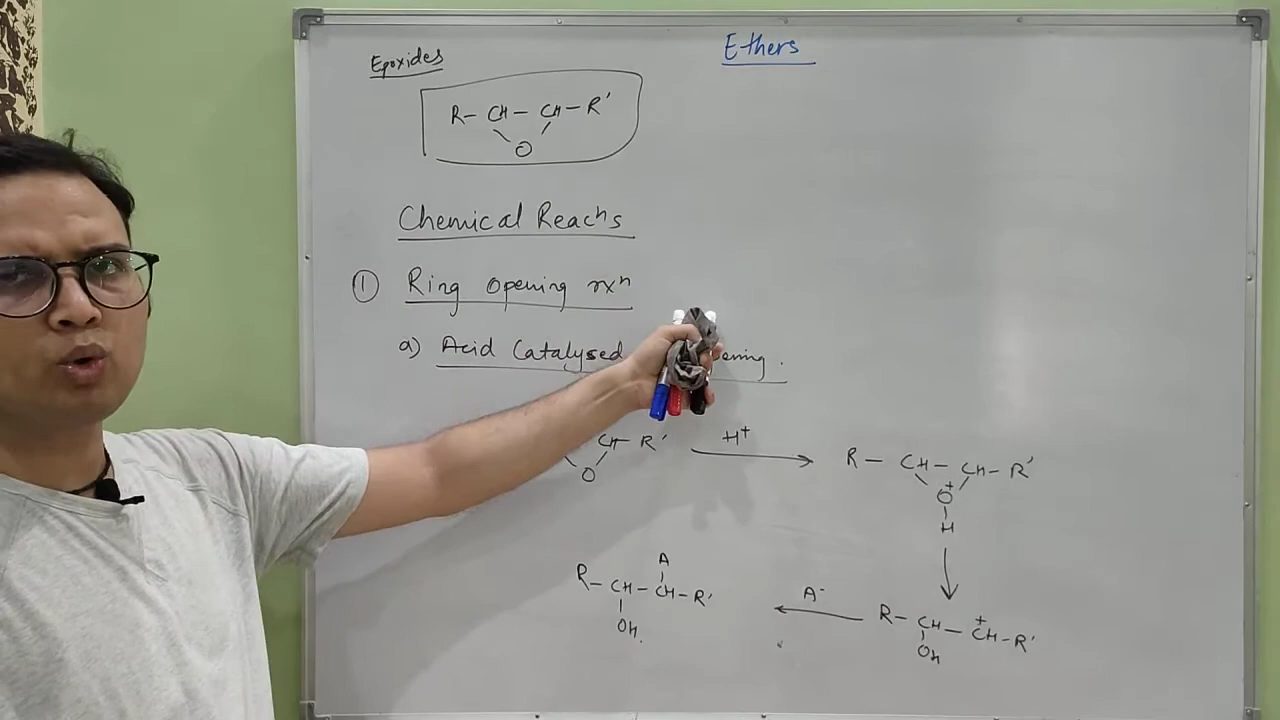 Ethers
Epoxides
R- CH - CH - R'
O
Chemical Reacns
① Ring Opening rxn
a) Acid Catalysed ening.
CH - R' H+
O
R - CH - CH - R'
O+
H
A
R - CH - CH - R'
OH
A-
R - CH - CH+ - R'
OH